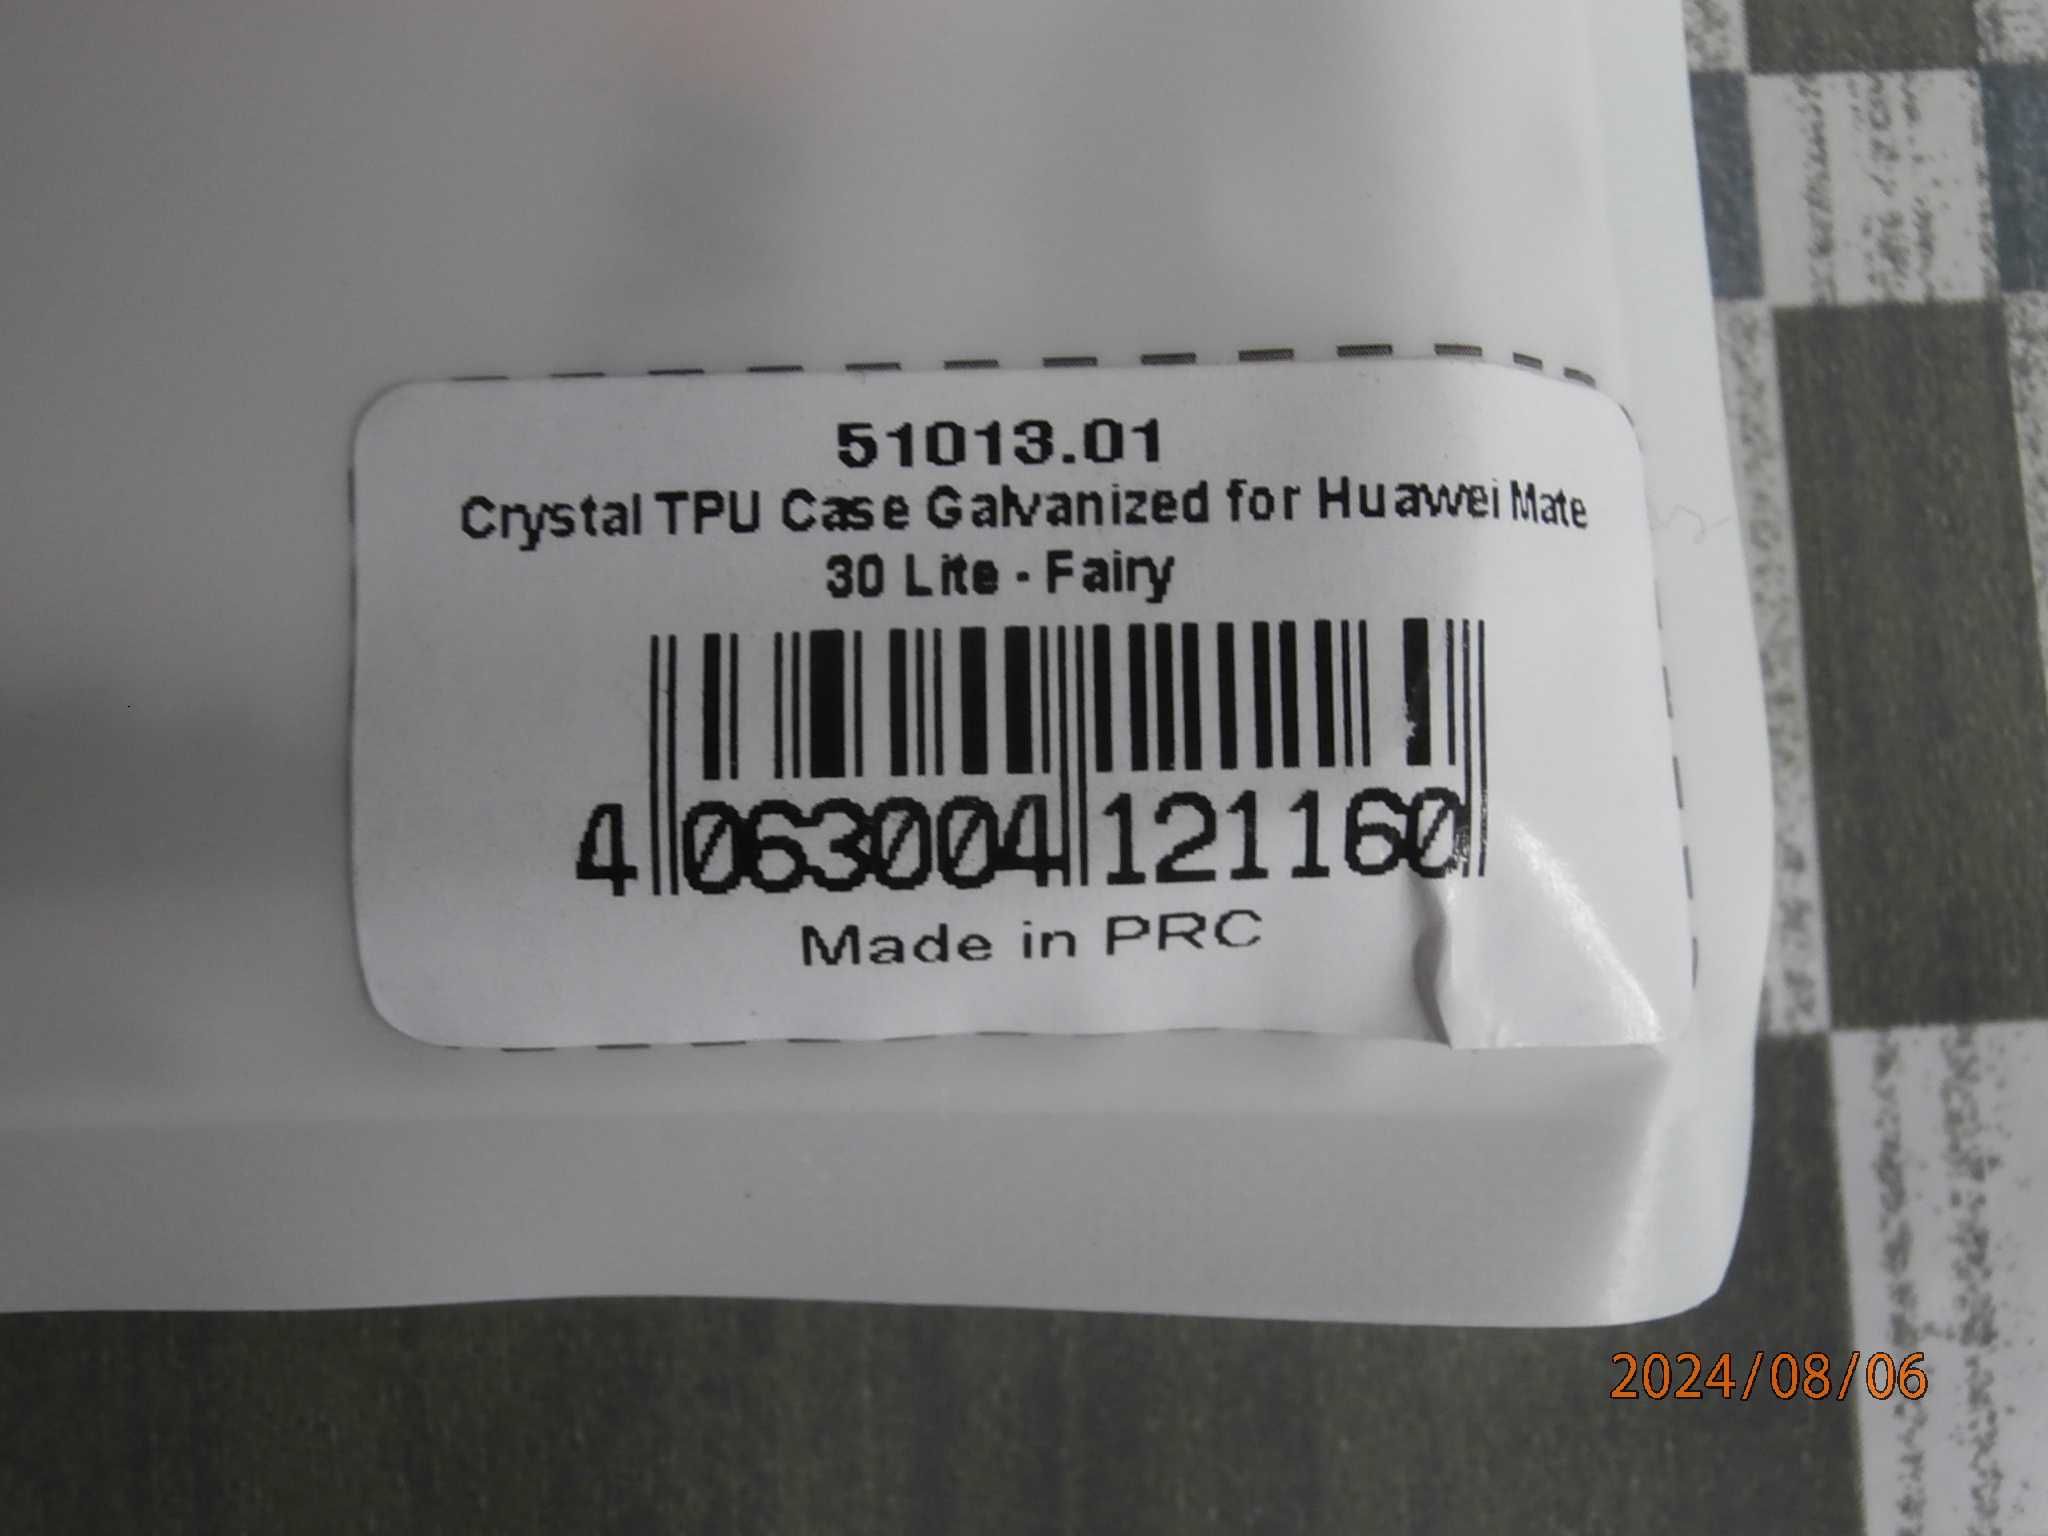 51013.01
Crystal TPU Case Galvanized for Huawei Mate
30 Lite - Fairy
4 063004 121160
Made in PRC
2024/08/06